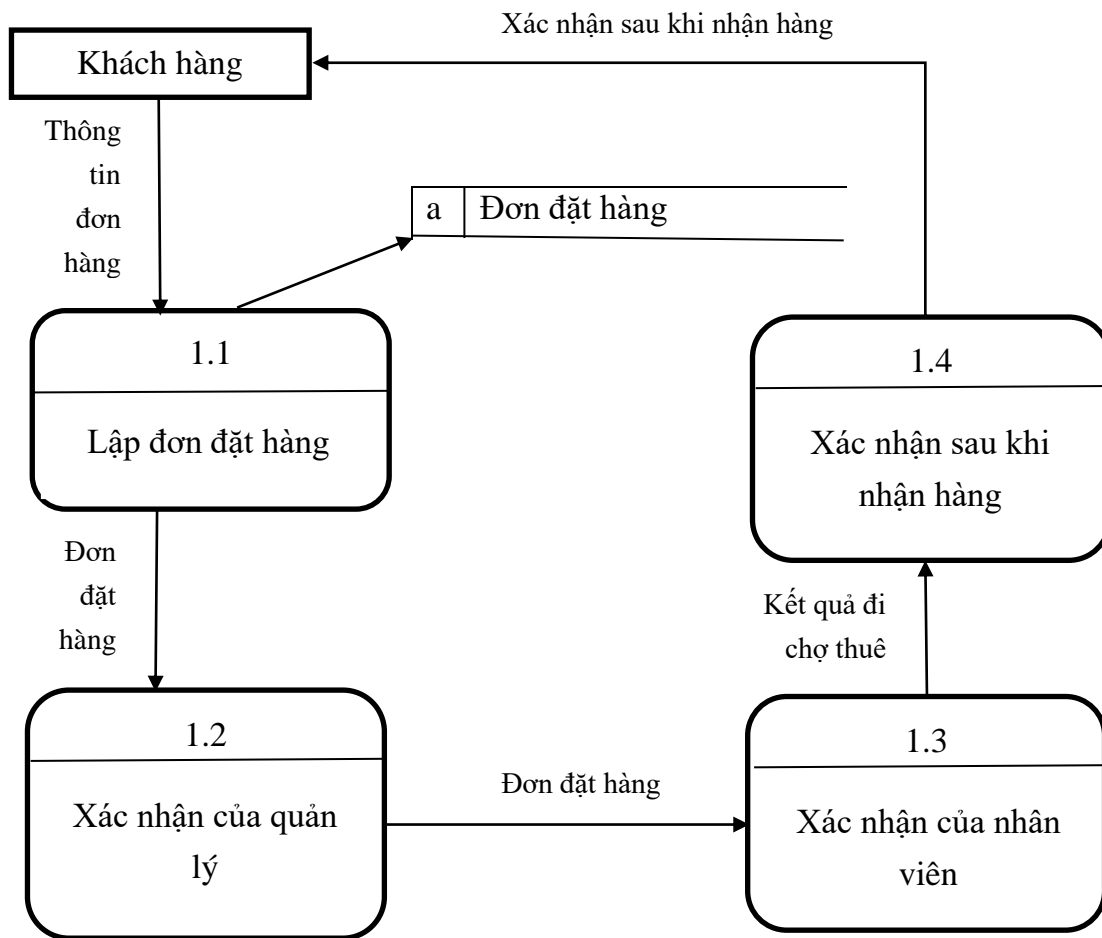 Xác nhận sau khi nhận hàng
Khách hàng
Thông
tin
đơn
hàng
a
Đơn đặt hàng
1.1
Lập đơn đặt hàng
1.4
Xác nhận sau khi
nhận hàng
Đơn
đặt
hàng
Kết quả đi
chợ thuê
1.2
Xác nhận của quản
lý
Đơn đặt hàng
1.3
Xác nhận của nhân
viên